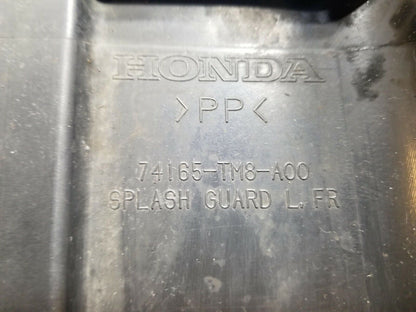 HONDA
>PP<
74165-TM8-A00
SPLASH GUARD L, FR